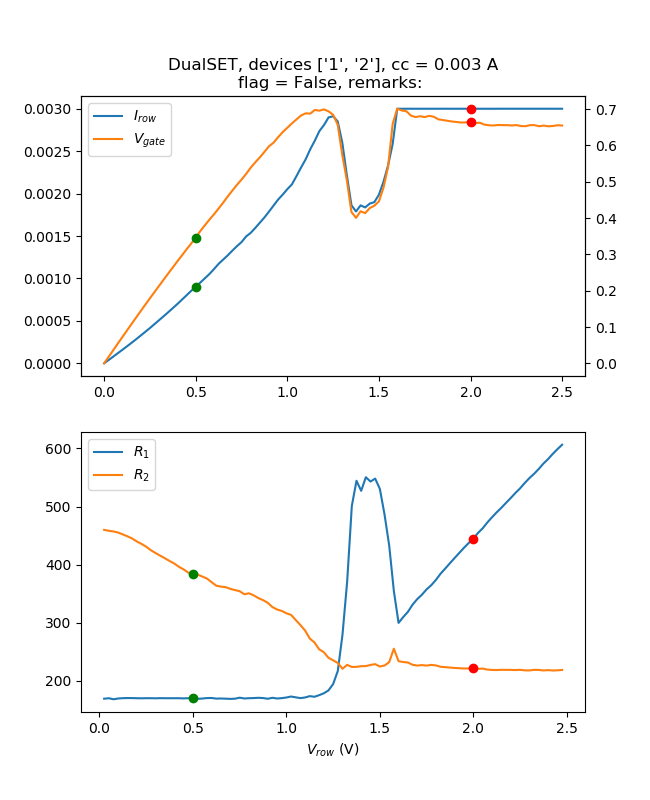 DualSET, devices ['1', '2'], cc = 0.003 A
flag = False, remarks:
0.0030
0.0025
0.0020
0.0015
0.0010
0.0005
0.0000
I_row
V_gate
0.7
0.6
0.5
0.4
0.3
0.2
0.1
0.0
0.0 0.5 1.0 1.5 2.0 2.5
600
500
400
300
200
R_1
R_2
0.0 0.5 1.0 1.5 2.0 2.5
V_row (V)